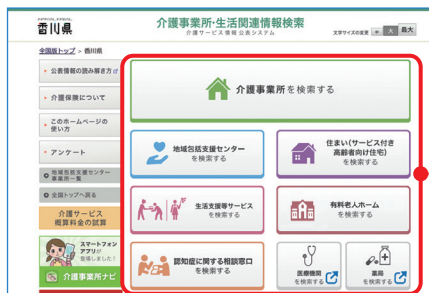 香川県
介護事業所・生活関連情報検索
介護サービス情報公表システム
文字サイズの変更
大
最大
全国版トップ > 香川県
公表情報の読み解き方
介護保険について
このホームページの
使い方
アンケート
地域包括支援センター
事業所一覧
全国トップへ戻る
介護サービス
概算料金の試算
スマートフォン
アプリが
登場しました!
介護事業所ナビ
介護事業所を検索する
地域包括支援センター
を検索する
住まい(サービス付き
高齢者向け住宅)
を検索する
生活支援等サービス
を検索する
有料老人ホーム
を検索する
認知症に関する相談窓口
を検索する
医療機関
を検索する
薬局
を検索する